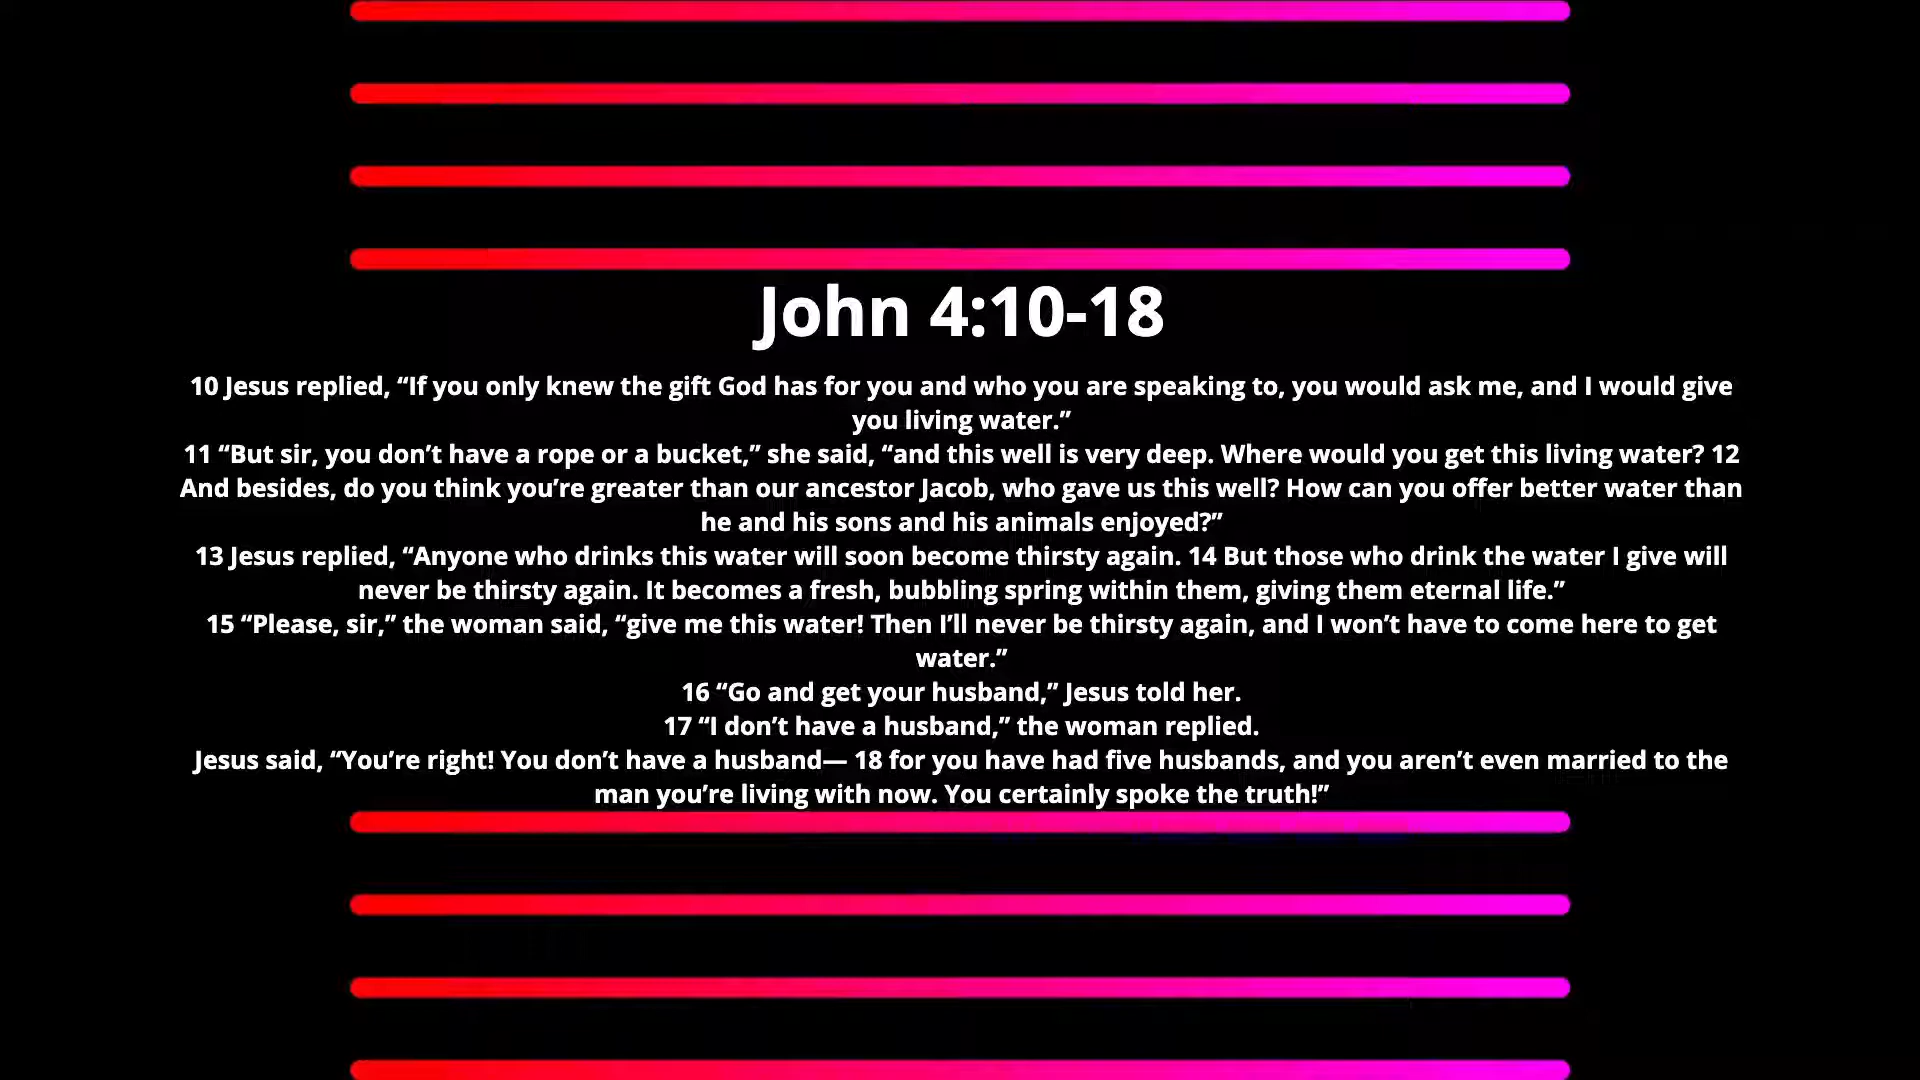 John 4:10-18
10 Jesus replied, “If you only knew the gift God has for you and who you are speaking to, you would ask me, and I would give
you living water.”
11 “But sir, you don’t have a rope or a bucket,” she said, “and this well is very deep. Where would you get this living water? 12
And besides, do you think you’re greater than our ancestor Jacob, who gave us this well? How can you offer better water than
he and his sons and his animals enjoyed?”
13 Jesus replied, “Anyone who drinks this water will soon become thirsty again. 14 But those who drink the water I give will
never be thirsty again. It becomes a fresh, bubbling spring within them, giving them eternal life.”
15 “Please, sir,” the woman said, “give me this water! Then I’ll never be thirsty again, and I won’t have to come here to get
water.”
16 “Go and get your husband,” Jesus told her.
17 “I don’t have a husband,” the woman replied.
Jesus said, “You’re right! You don’t have a husband— 18 for you have had five husbands, and you aren’t even married to the
man you’re living with now. You certainly spoke the truth!”